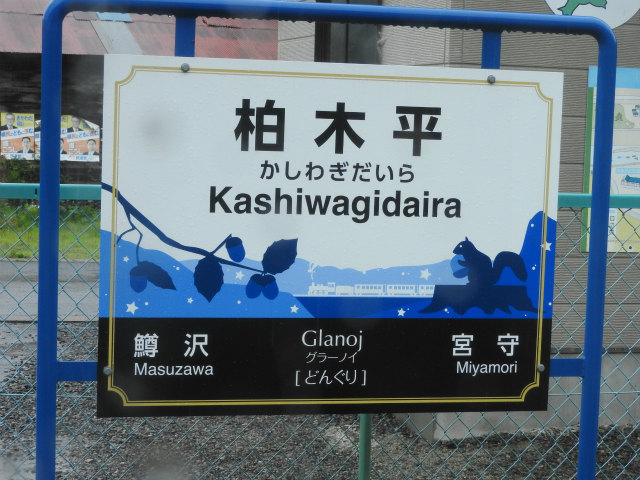 柏木平
かしわぎだいら
Kashiwagidaira
鱒沢
Masuzawa
Glanoj
グラーノイ
[どんぐり]
宮守
Miyamori